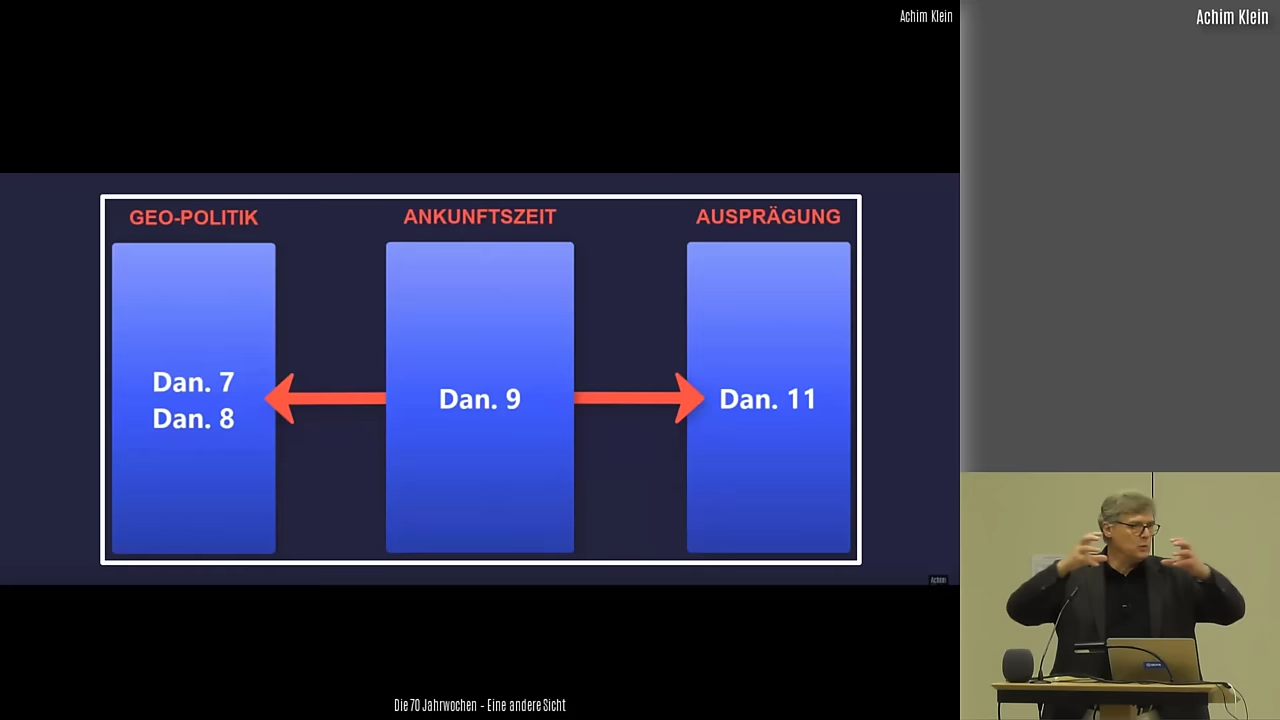 Achim Klein
Achim Klein
GEO-POLITIK
ANKUNFTSZEIT
AUSPRÄGUNG
Dan. 7
Dan. 8
Dan. 9
Dan. 11
Achim
Die 70 Jahrwochen - Eine andere Sicht